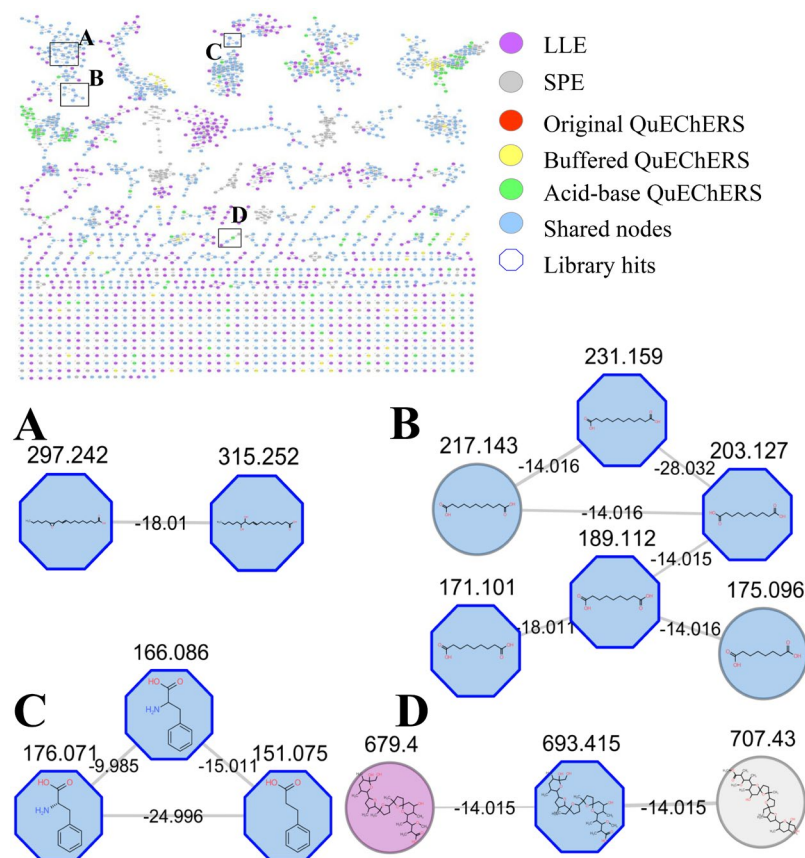 A
B
C
D
LLE
SPE
Original QuEChERS
Buffered QuEChERS
Acid-base QuEChERS
Shared nodes
Library hits
A
297.242
315.252
-18.01
B
231.159
217.143
203.127
-14.016
-28.032
-14.016
189.112
-14.015
171.101
175.096
-18.011
-14.016
C
166.086
176.071
151.075
-9.985
-15.011
-24.996
D
679.4
693.415
707.43
-14.015
-14.015